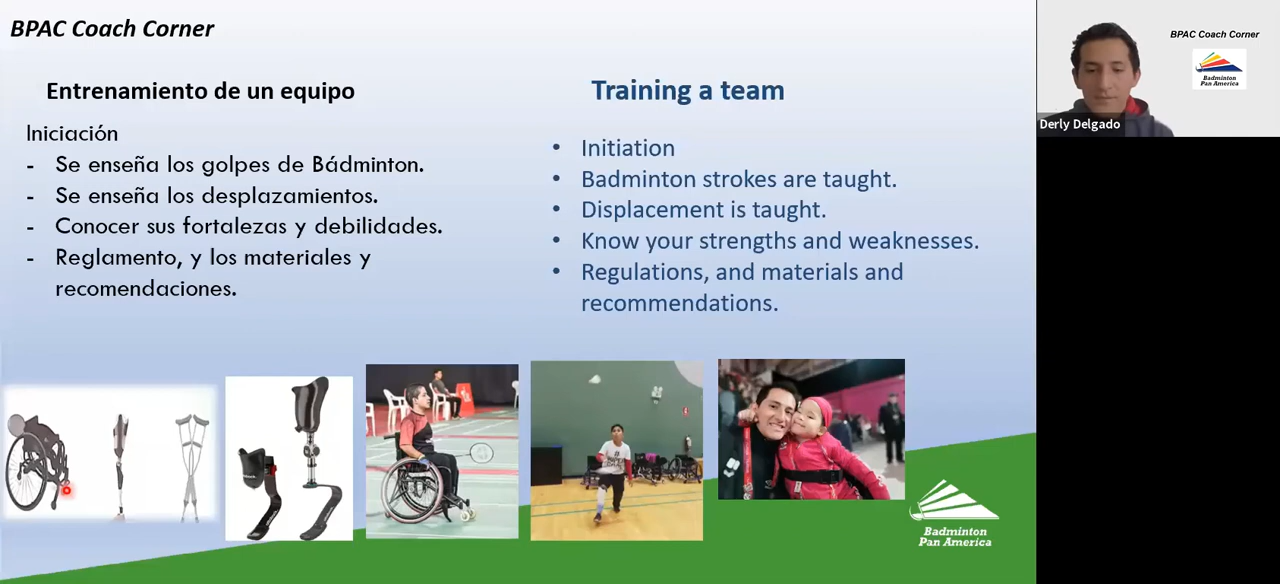 BPAC Coach Corner
Entrenamiento de un equipo
Iniciación
- Se enseña los golpes de Bádminton.
- Se enseña los desplazamientos.
- Conocer sus fortalezas y debilidades.
- Reglamento, y los materiales y
recomendaciones.
Training a team
• Initiation
• Badminton strokes are taught.
• Displacement is taught.
• Know your strengths and weaknesses.
• Regulations, and materials and
recommendations.
Badminton
Pan America
BPAC Coach Corner
Badminton
Pan America
Derly Delgado